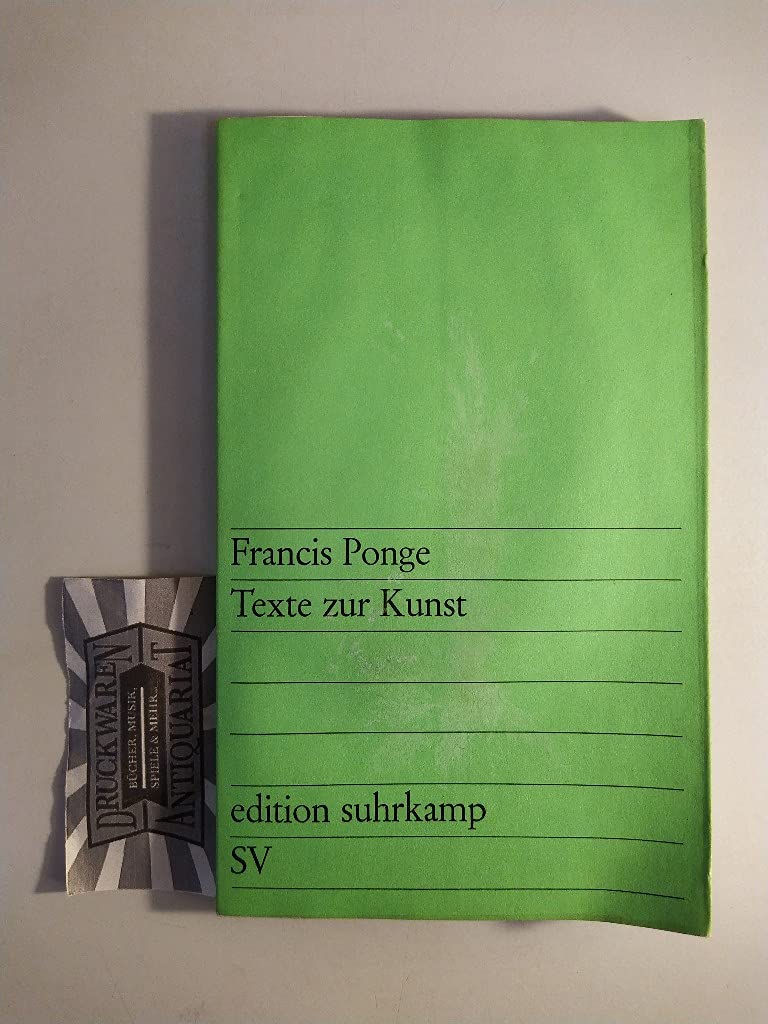 Francis Ponge
Texte zur Kunst
edition suhrkamp
SV
DRUCKWAREN
BÜCHER, MUSIK,
SPIELE & MEHR...
ANTIQUARIAT